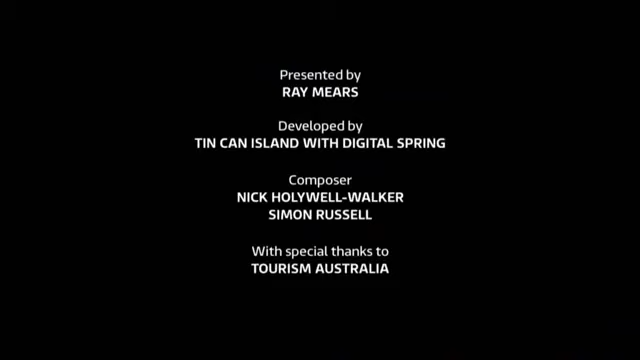 Presented by
RAY MEARS
Developed by
TIN CAN ISLAND WITH DIGITAL SPRING
Composer
NICK HOLYWELL-WALKER
SIMON RUSSELL
With special thanks to
TOURISM AUSTRALIA